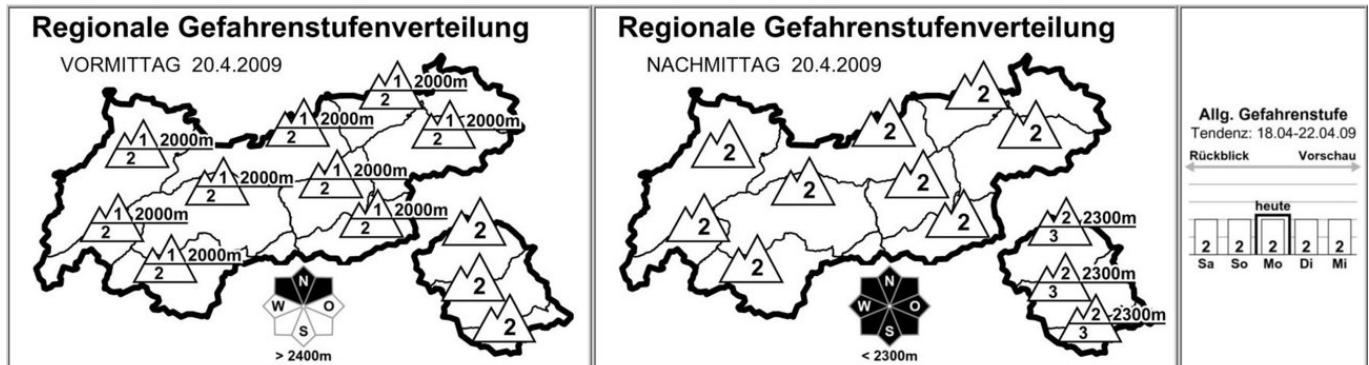 Regionale Gefahrenstufenverteilung
VORMITTAG 20.4.2009
1 2000m
2
1 2000m
2
1 2000m
2
1 2000m
2
1 2000m
2
1 2000m
2
1 2000m
2
1 2000m
2
1 2000m
2
2
2
2
N
W O
S
> 2400m
Regionale Gefahrenstufenverteilung
NACHMITTAG 20.4.2009
2
2
2
2
2
2
2
2
2
2 2300m
3
2 2300m
3
2 2300m
3
N
W O
S
< 2300m
Allg. Gefahrenstufe
Tendenz: 18.04-22.04.09
Rückblick Vorschau
heute
2 2 2 2 2
Sa So Mo Di Mi